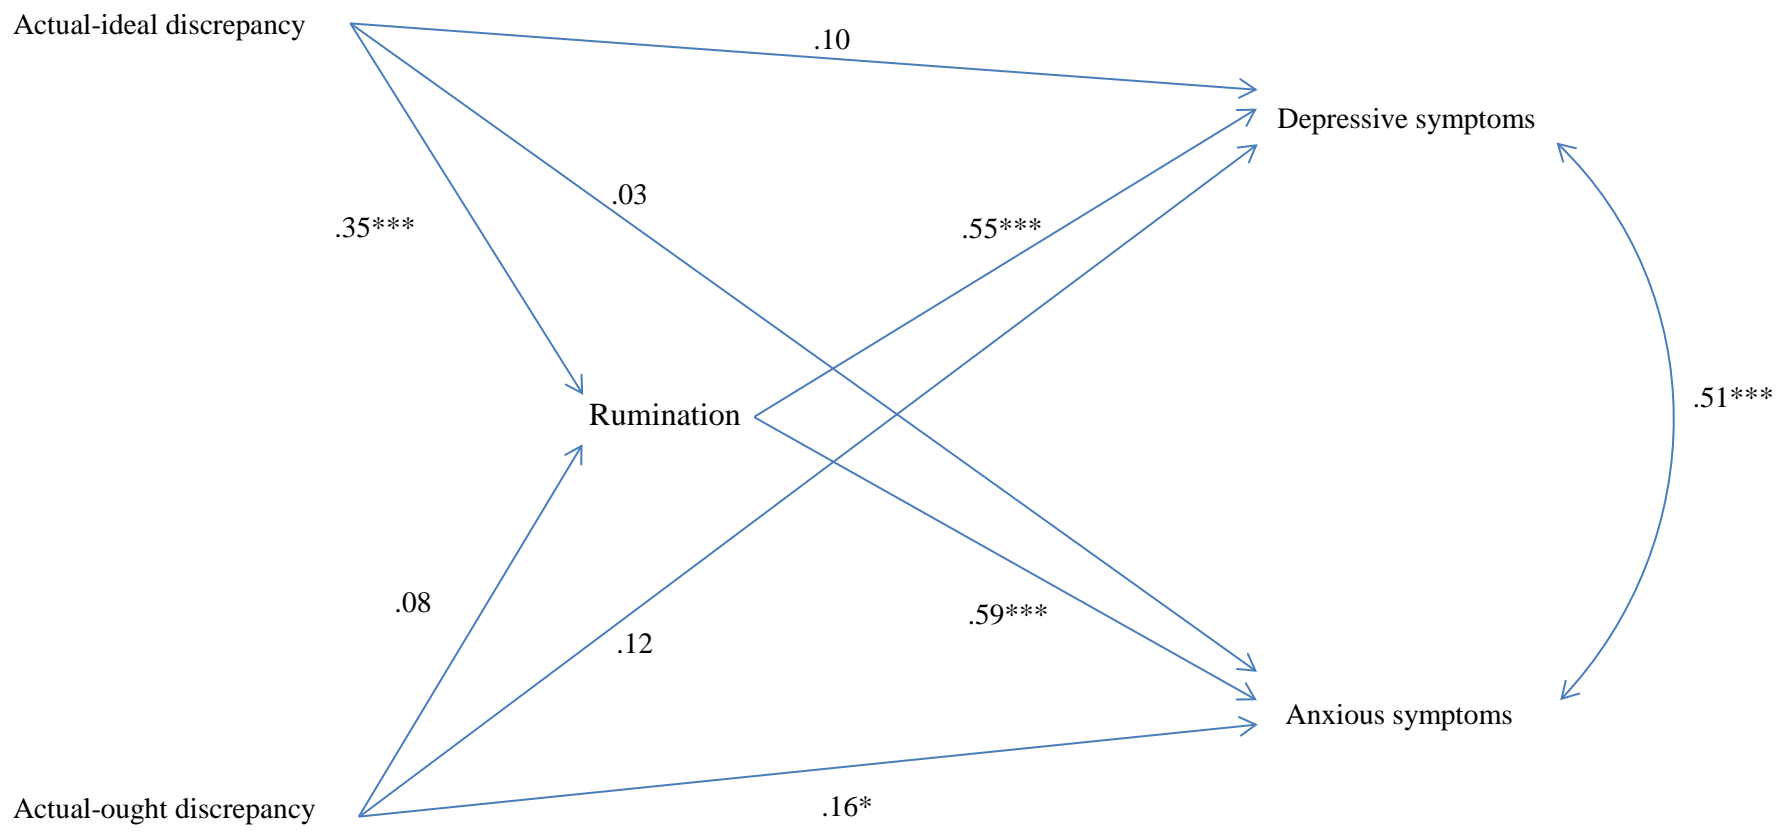 Actual-ideal discrepancy
.10
Depressive symptoms
.03
.35***
.55***
.51***
Rumination
.08
.59***
.12
Anxious symptoms
Actual-ought discrepancy
.16*